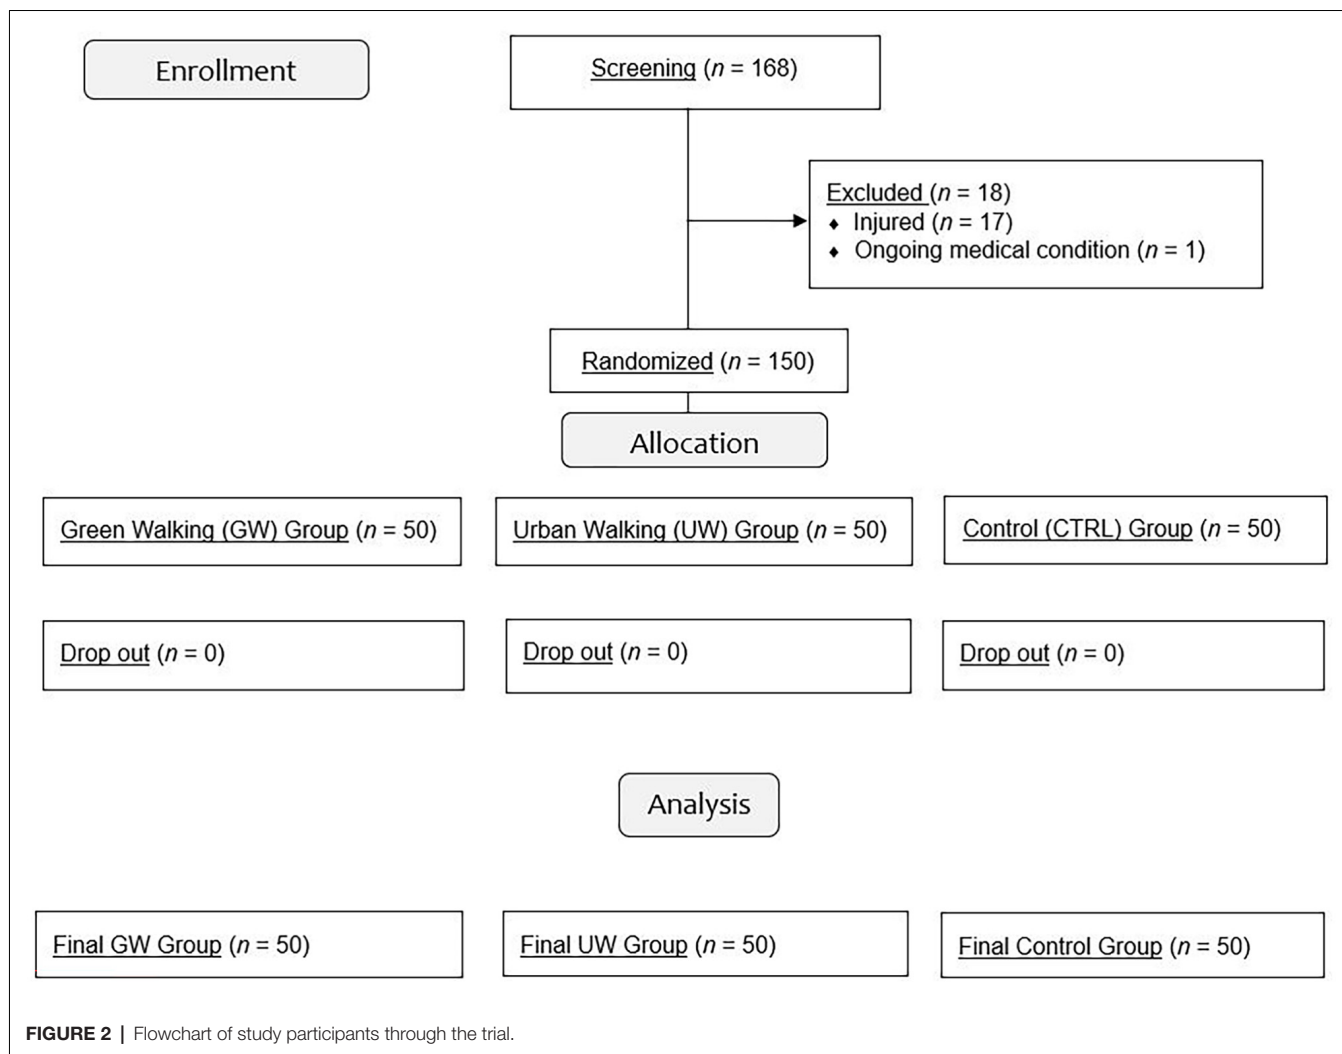 Enrollment
Screening (n = 168)
Excluded (n = 18)
♦ Injured (n = 17)
♦ Ongoing medical condition (n = 1)
Randomized (n = 150)
Allocation
Green Walking (GW) Group (n = 50)
Urban Walking (UW) Group (n = 50)
Control (CTRL) Group (n = 50)
Drop out (n = 0)
Drop out (n = 0)
Drop out (n = 0)
Analysis
Final GW Group (n = 50)
Final UW Group (n = 50)
Final Control Group (n = 50)
FIGURE 2 | Flowchart of study participants through the trial.